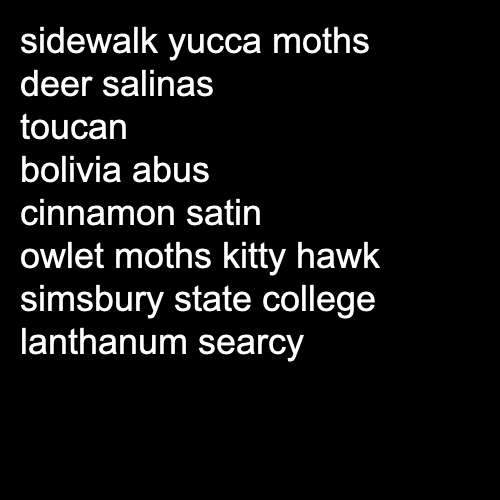 sidewalk yucca moths
deer salinas
toucan
bolivia abus
cinnamon satin
owlet moths kitty hawk
simsbury state college
lanthanum searcy